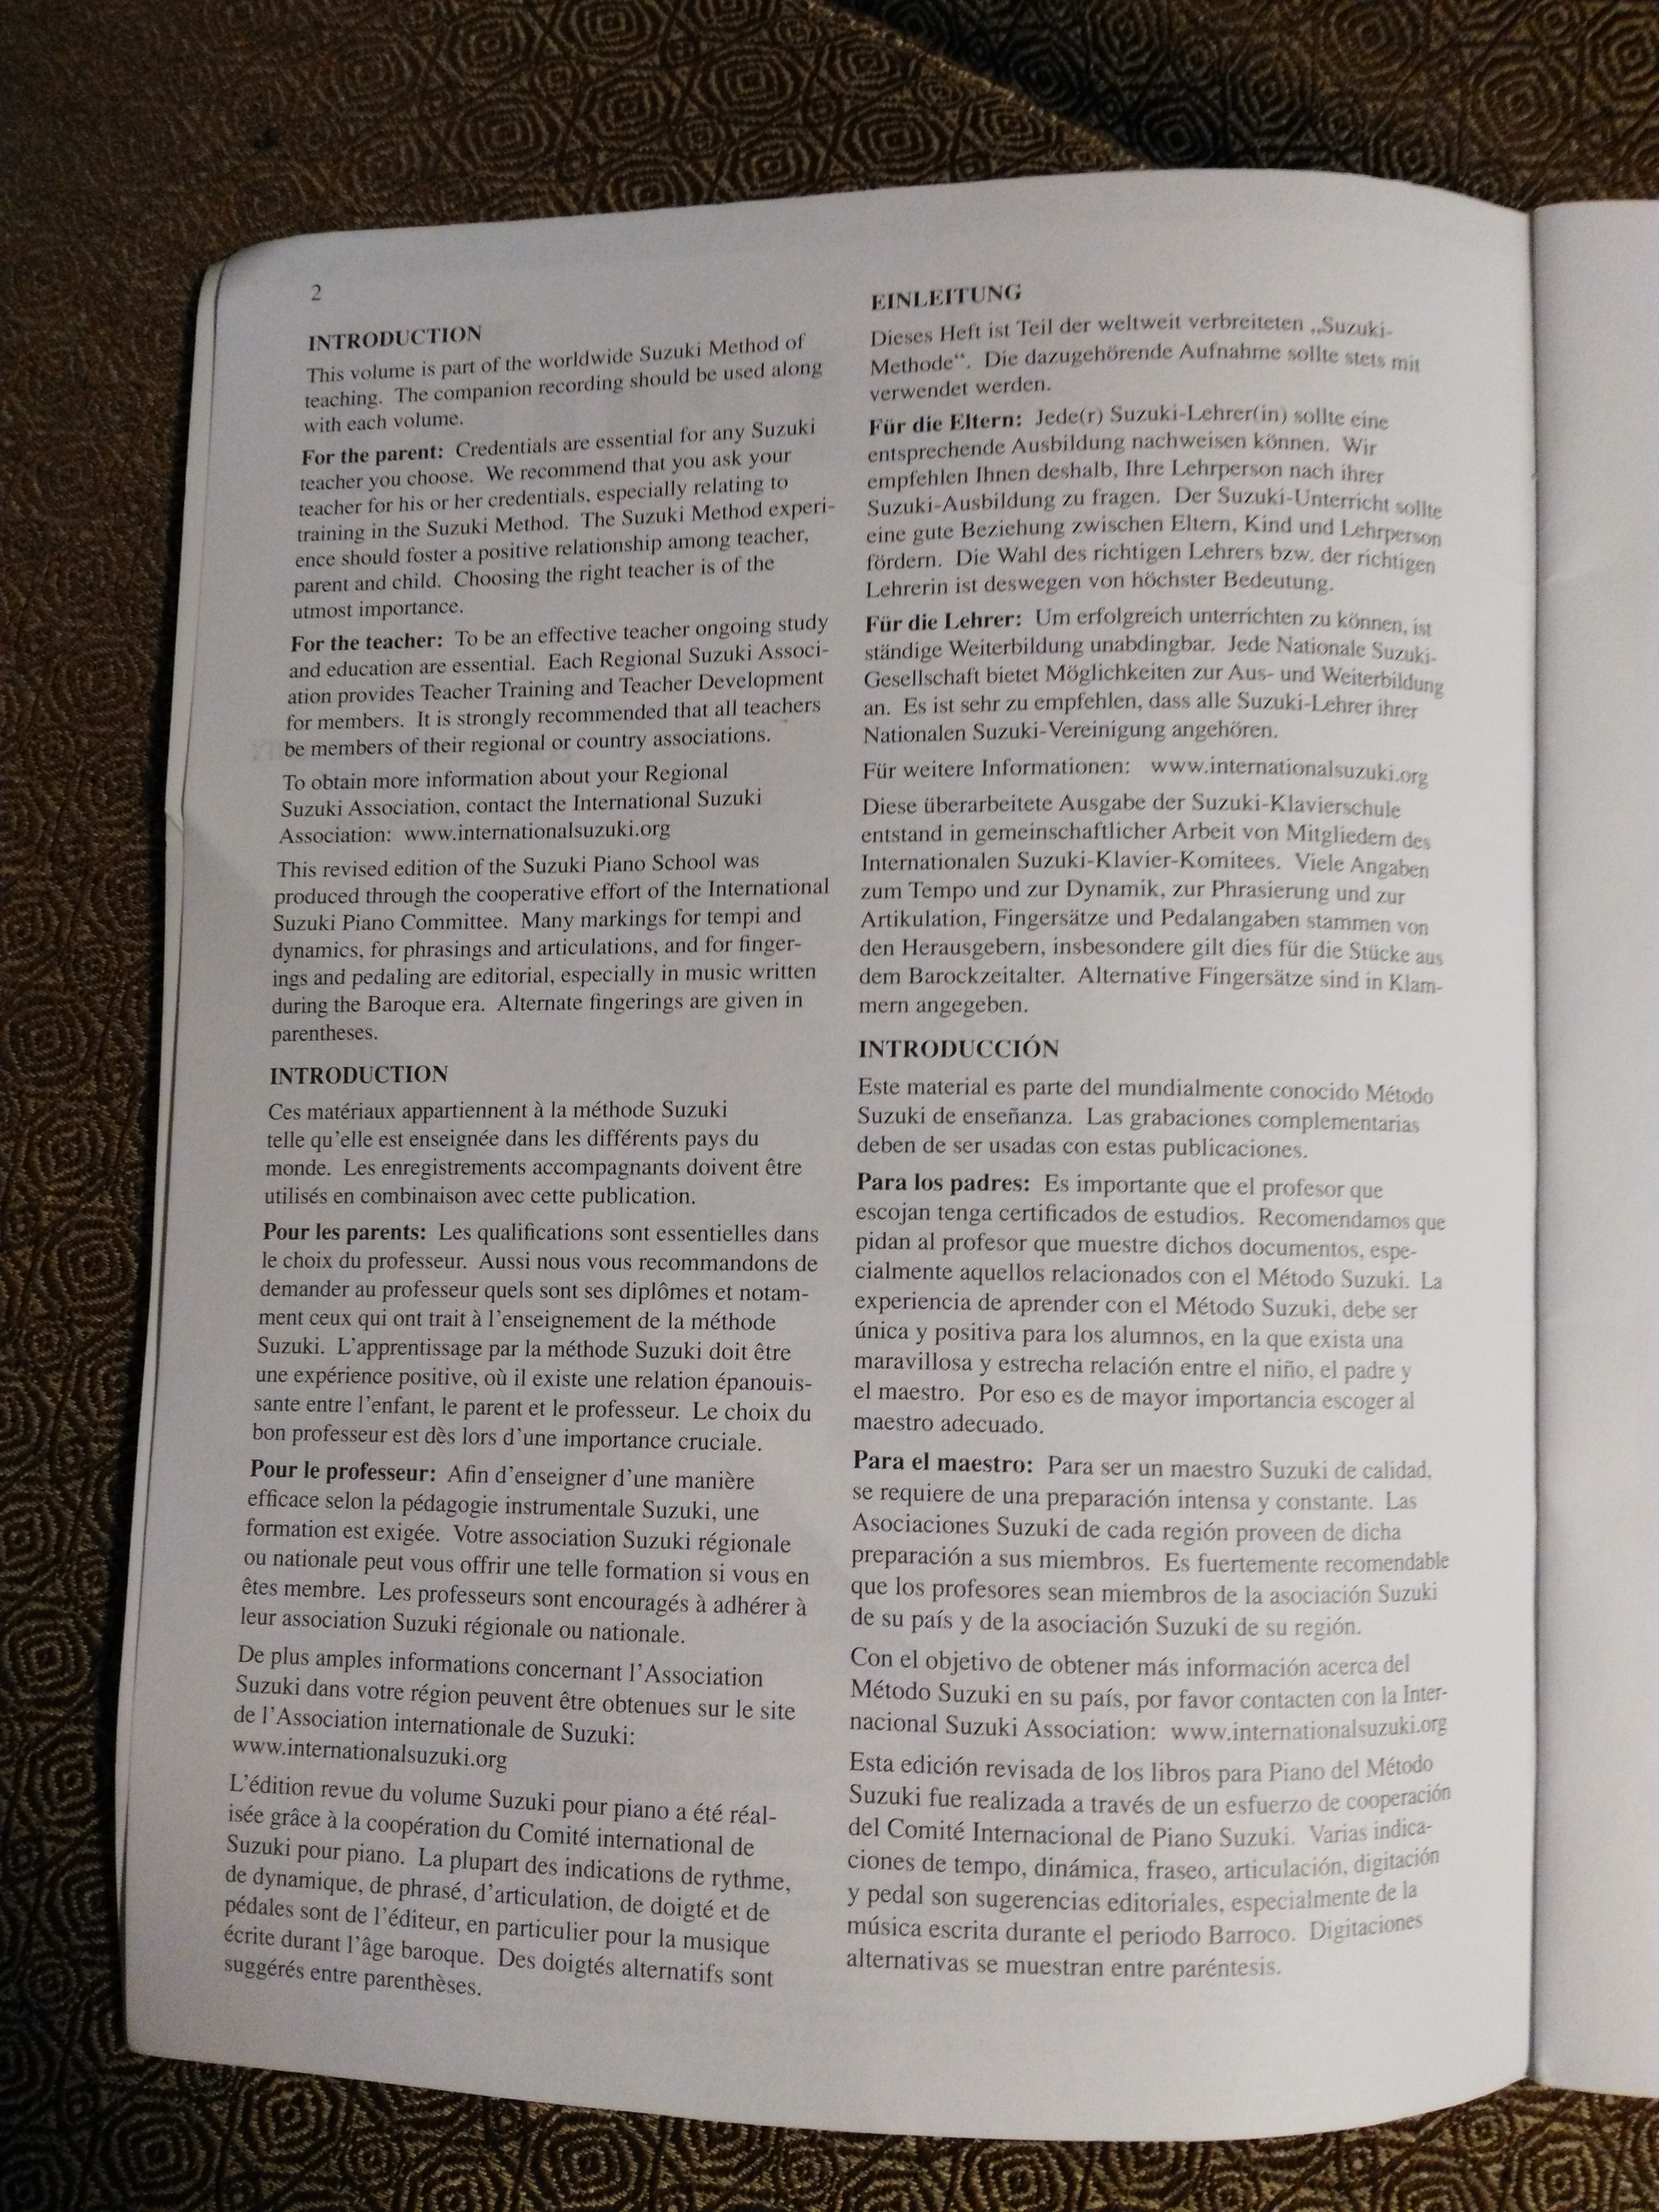 2
INTRODUCTION
This volume is part of the worldwide Suzuki Method of
teaching. The companion recording should be used along
with each volume.
For the parent: Credentials are essential for any Suzuki
teacher you choose. We recommend that you ask your
teacher for his or her credentials, especially relating to
training in the Suzuki Method. The Suzuki Method experi-
ence should foster a positive relationship among teacher,
parent and child. Choosing the right teacher is of the
utmost importance.
For the teacher: To be an effective teacher ongoing study
and education are essential. Each Regional Suzuki Associ-
ation provides Teacher Training and Teacher Development
for members. It is strongly recommended that all teachers
be members of their regional or country associations.
To obtain more information about your Regional
Suzuki Association, contact the International Suzuki
Association: www.internationalsuzuki.org
This revised edition of the Suzuki Piano School was
produced through the cooperative effort of the International
Suzuki Piano Committee. Many markings for tempi and
dynamics, for phrasings and articulations, and for finger-
ings and pedaling are editorial, especially in music written
during the Baroque era. Alternate fingerings are given in
parentheses.
INTRODUCTION
Ces matériaux appartiennent à la méthode Suzuki
telle qu'elle est enseignée dans les différents pays du
monde. Les enregistrements accompagnants doivent être
utilisés en combinaison avec cette publication.
Pour les parents: Les qualifications sont essentielles dans
le choix du professeur. Aussi nous vous recommandons de
demander au professeur quels sont ses diplômes et notam-
ment ceux qui ont trait à l'enseignement de la méthode
Suzuki. L'apprentissage par la méthode Suzuki doit être
une expérience positive, où il existe une relation épanouis-
sante entre l'enfant, le parent et le professeur. Le choix du
bon professeur est dès lors d'une importance cruciale.
Pour le professeur: Afin d'enseigner d'une manière
efficace selon la pédagogie instrumentale Suzuki, une
formation est exigée. Votre association Suzuki régionale
ou nationale peut vous offrir une telle formation si vous en
êtes membre. Les professeurs sont encouragés à adhérer à
leur association Suzuki régionale ou nationale.
De plus amples informations concernant l'Association
Suzuki dans votre région peuvent être obtenues sur le site
de l'Association internationale de Suzuki:
www.internationalsuzuki.org
L'édition revue du volume Suzuki pour piano a été réal-
isée grâce à la coopération du Comité international de
Suzuki pour piano. La plupart des indications de rythme,
de dynamique, de phrasé, d'articulation, de doigté et de
pédales sont de l'éditeur, en particulier pour la musique
écrite durant l'âge baroque. Des doigtés alternatifs sont
suggérés entre parenthèses.
EINLEITUNG
Dieses Heft ist Teil der weltweit verbreiteten „Suzuki-
Methode“. Die dazugehörende Aufnahme sollte stets mit
verwendet werden.
Für die Eltern: Jede(r) Suzuki-Lehrer(in) sollte eine
entsprechende Ausbildung nachweisen können. Wir
empfehlen Ihnen deshalb, Ihre Lehrperson nach ihrer
Suzuki-Ausbildung zu fragen. Der Suzuki-Unterricht sollte
eine gute Beziehung zwischen Eltern, Kind und Lehrperson
fördern. Die Wahl des richtigen Lehrers bzw. der richtigen
Lehrerin ist deswegen von höchster Bedeutung.
Für die Lehrer: Um erfolgreich unterrichten zu können, ist
ständige Weiterbildung unabdingbar. Jede Nationale Suzuki-
Gesellschaft bietet Möglichkeiten zur Aus- und Weiterbildung
an. Es ist sehr zu empfehlen, dass alle Suzuki-Lehrer ihrer
Nationalen Suzuki-Vereinigung angehören.
Für weitere Informationen: www.internationalsuzuki.org
Diese überarbeitete Ausgabe der Suzuki-Klavierschule
entstand in gemeinschaftlicher Arbeit von Mitgliedern des
Internationalen Suzuki-Klavier-Komitees. Viele Angaben
zum Tempo und zur Dynamik, zur Phrasierung und zur
Artikulation, Fingersätze und Pedalangaben stammen von
den Herausgebern, insbesondere gilt dies für die Stücke aus
dem Barockzeitalter. Alternative Fingersätze sind in Klam-
mern angegeben.
INTRODUCCIÓN
Este material es parte del mundialmente conocido Método
Suzuki de enseñanza. Las grabaciones complementarias
deben de ser usadas con estas publicaciones.
Para los padres: Es importante que el profesor que
escojan tenga certificados de estudios. Recomendamos que
pidan al profesor que muestre dichos documentos, espe-
cialmente aquellos relacionados con el Método Suzuki. La
experiencia de aprender con el Método Suzuki, debe ser
única y positiva para los alumnos, en la que exista una
maravillosa y estrecha relación entre el niño, el padre y
el maestro. Por eso es de mayor importancia escoger al
maestro adecuado.
Para el maestro: Para ser un maestro Suzuki de calidad,
se requiere de una preparación intensa y constante. Las
Asociaciones Suzuki de cada región proveen de dicha
preparación a sus miembros. Es fuertemente recomendable
que los profesores sean miembros de la asociación Suzuki
de su país y de la asociación Suzuki de su región.
Con el objetivo de obtener más información acerca del
Método Suzuki en su país, por favor contacten con la Inter-
nacional Suzuki Association: www.internationalsuzuki.org
Esta edición revisada de los libros para Piano del Método
Suzuki fue realizada a través de un esfuerzo de cooperación
del Comité Internacional de Piano Suzuki. Varias indica-
ciones de tempo, dinámica, fraseo, articulación, digitación
y pedal son sugerencias editoriales, especialmente de la
música escrita durante el periodo Barroco. Digitaciones
alternativas se muestran entre paréntesis.